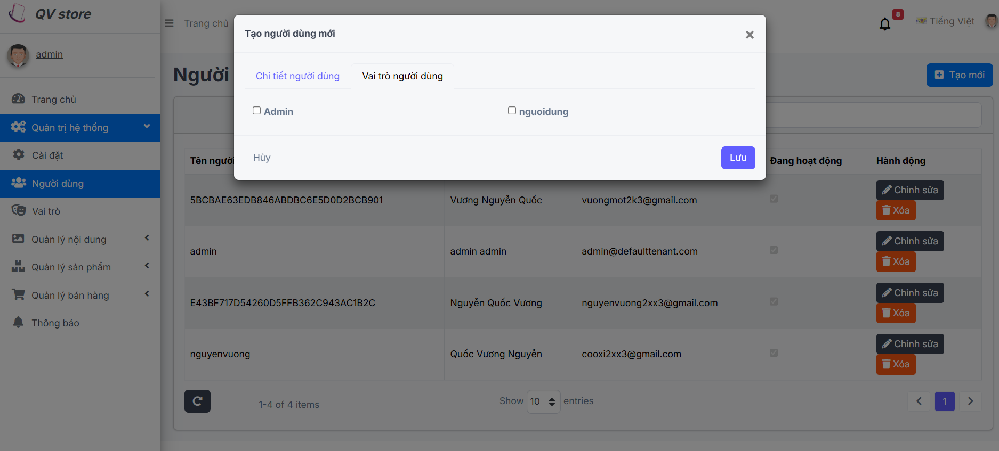 QV store
admin
Trang chủ
Quản trị hệ thống
Cài đặt
Người dùng
Vai trò
Quản lý nội dung
Quản lý sản phẩm
Quản lý bán hàng
Thông báo
Trang chủ
8
Tiếng Việt
Người
Tạo mới
Tạo người dùng mới
×
Chi tiết người dùng
Vai trò người dùng
Admin
nguoidung
Hủy
Lưu
Tên người
Đang hoạt động
Hành động
5BCBAE63EDB846ABDBC6E5D0D2BCB901
Vương Nguyễn Quốc
vuongmot2k3@gmail.com
Chỉnh sửa
Xóa
admin
admin admin
admin@defaulttenant.com
Chỉnh sửa
Xóa
E43BF717D54260D5FFB362C943AC1B2C
Nguyễn Quốc Vương
nguyenvuong2xx3@gmail.com
Chỉnh sửa
Xóa
nguyenvuong
Quốc Vương Nguyễn
cooxi2xx3@gmail.com
Chỉnh sửa
Xóa
1-4 of 4 items
Show 10 entries
1